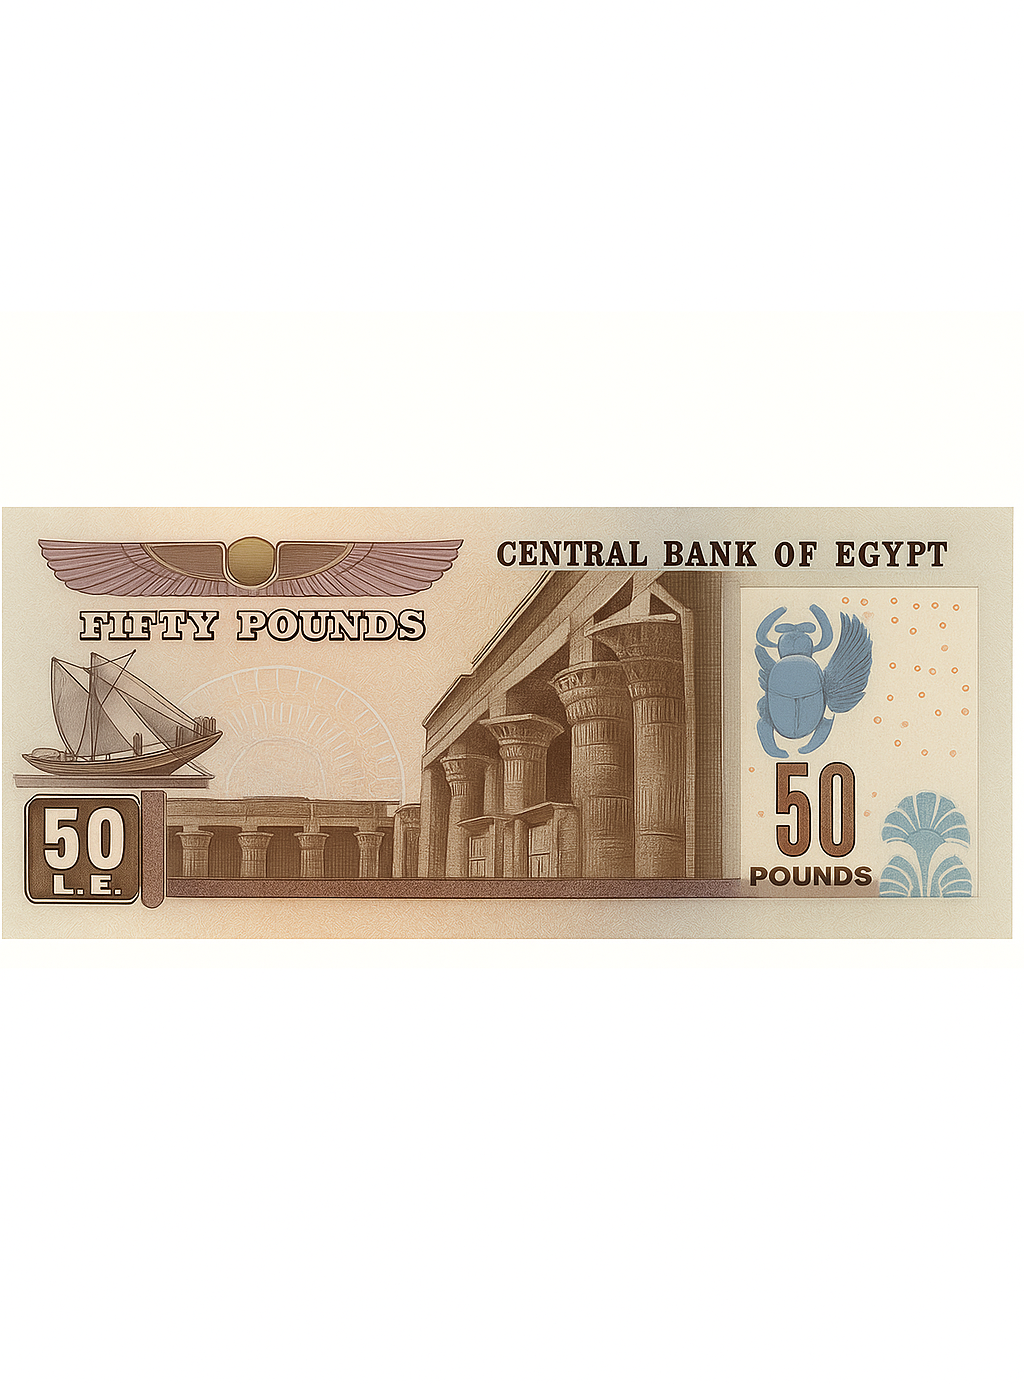 CENTRAL BANK OF EGYPT
FIFTY POUNDS
50
L.E.
50
POUNDS